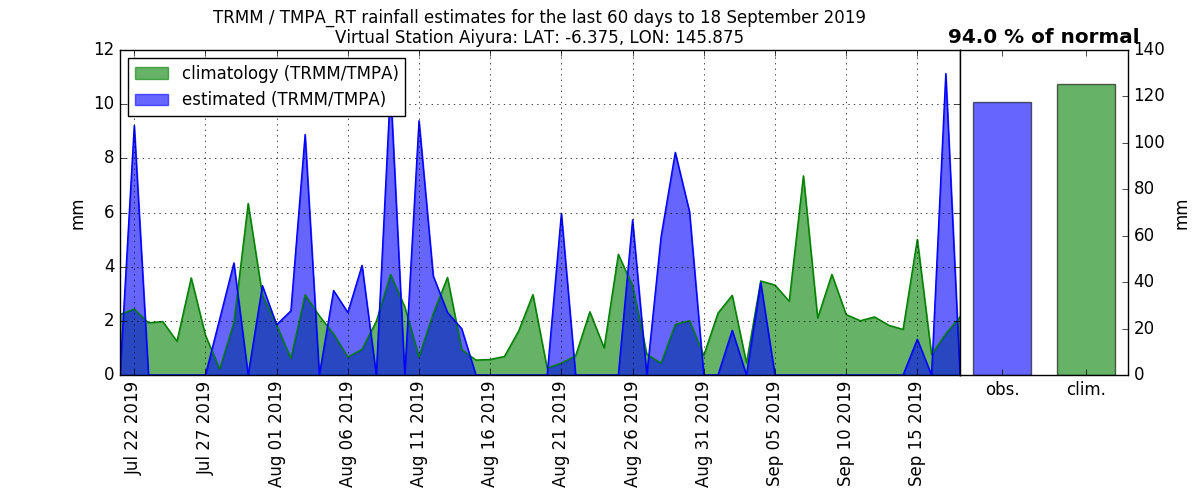 TRMM / TMPA_RT rainfall estimates for the last 60 days to 18 September 2019
Virtual Station Aiyura: LAT: -6.375, LON: 145.875
94.0 % of normal
climatology (TRMM/TMPA)
estimated (TRMM/TMPA)
12
10
8
6
4
2
0
mm
Jul 22 2019
Jul 27 2019
Aug 01 2019
Aug 06 2019
Aug 11 2019
Aug 16 2019
Aug 21 2019
Aug 26 2019
Aug 31 2019
Sep 05 2019
Sep 10 2019
Sep 15 2019
obs.
clim.
140
120
100
80
60
40
20
0
mm